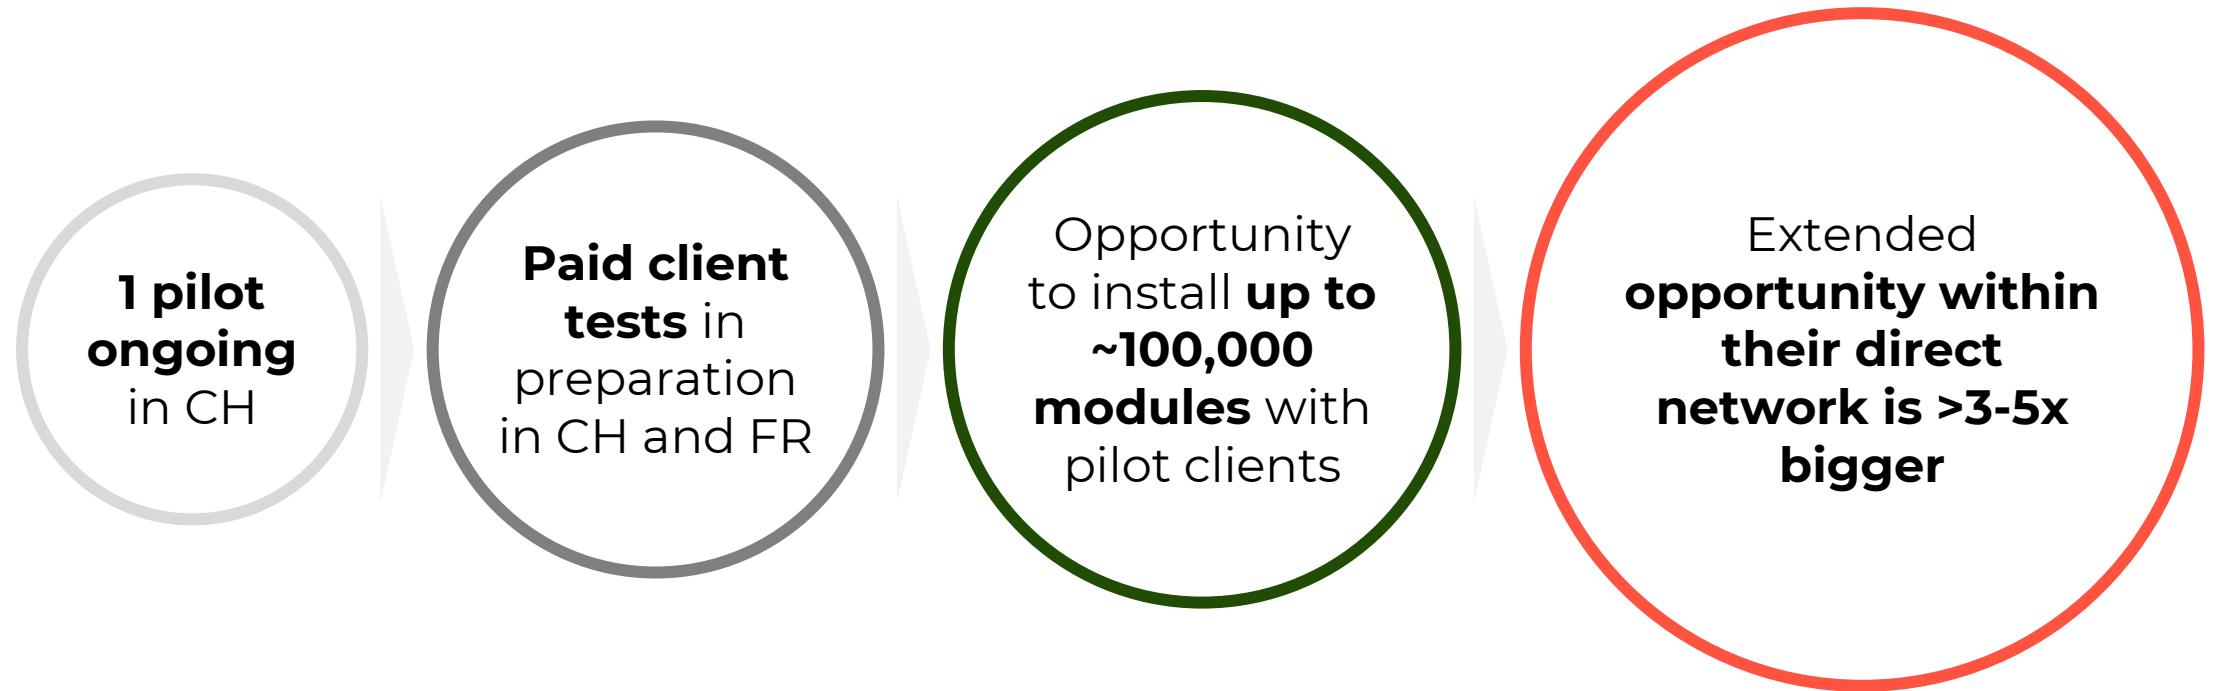 1 pilot
ongoing
in CH
Paid client
tests in
preparation
in CH and FR
Opportunity
to install up to
~100,000
modules with
pilot clients
Extended
opportunity within
their direct
network is >3-5x
bigger